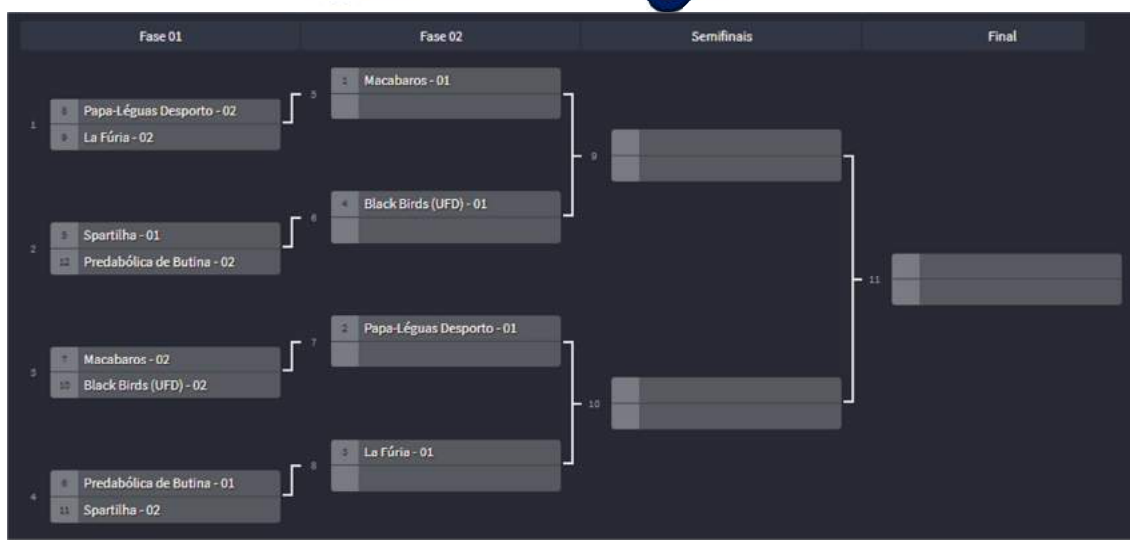 Fase 01
Fase 02
Semifinais
Final
1
8 Papa-Léguas Desporto - 02
9 La Fúria - 02
2
5 Spartilha - 01
12 Predabólica de Butina - 02
3
7 Macabaros - 02
10 Black Birds (UFD) - 02
4
6 Predabólica de Butina - 01
11 Spartilha - 02
5
1 Macabaros - 01
6
4 Black Birds (UFD) - 01
7
2 Papa-Léguas Desporto - 01
8
3 La Fúria - 01
9
10
11